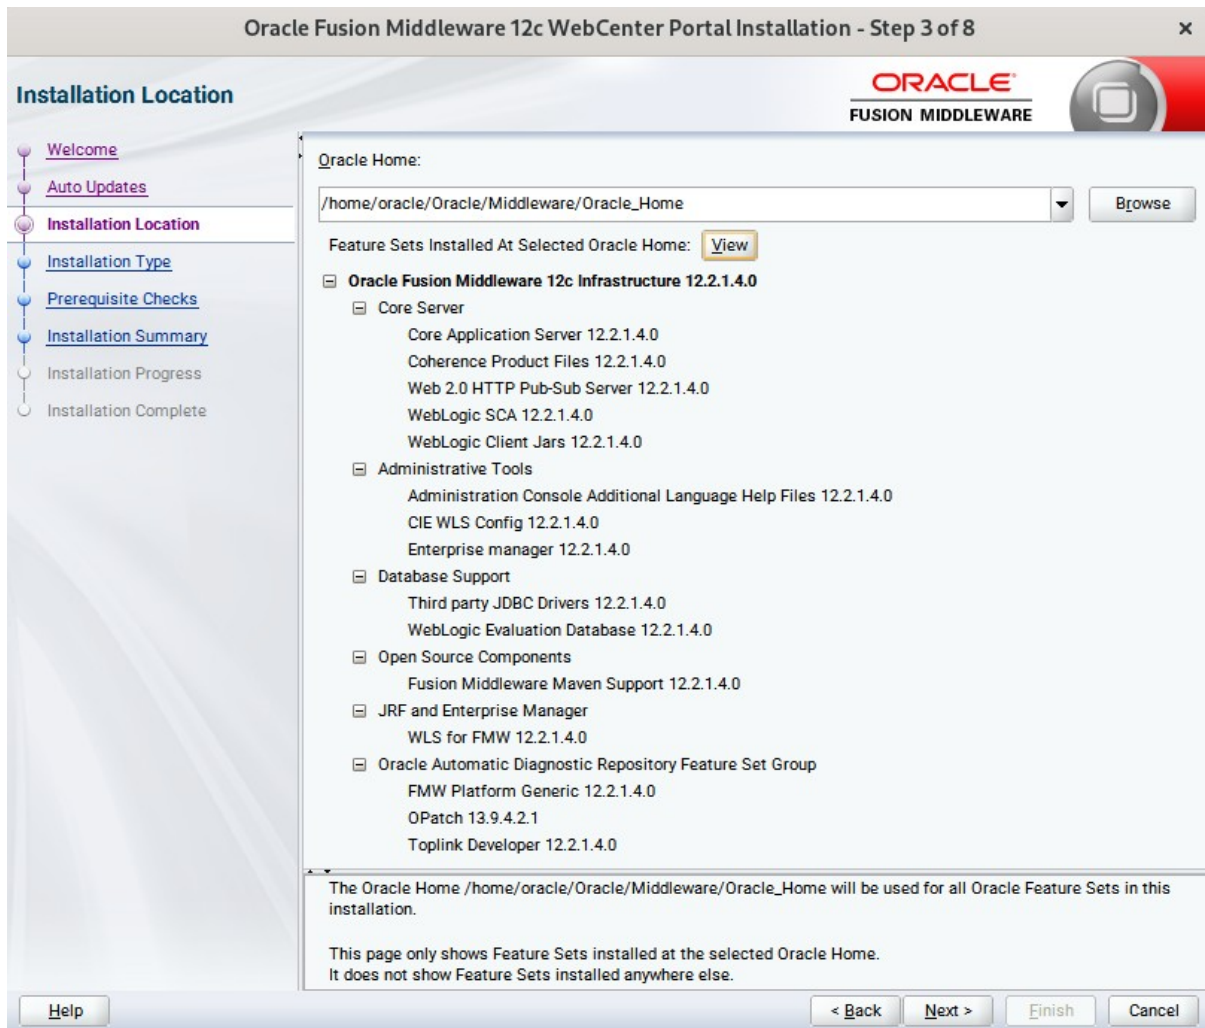 Oracle Fusion Middleware 12c WebCenter Portal Installation - Step 3 of 8
Installation Location
ORACLE
FUSION MIDDLEWARE
Welcome
Auto Updates
Installation Location
Installation Type
Prerequisite Checks
Installation Summary
Installation Progress
Installation Complete
Oracle Home:
/home/oracle/Oracle/Middleware/Oracle_Home
Browse
Feature Sets Installed At Selected Oracle Home: View
Oracle Fusion Middleware 12c Infrastructure 12.2.1.4.0
Core Server
Core Application Server 12.2.1.4.0
Coherence Product Files 12.2.1.4.0
Web 2.0 HTTP Pub-Sub Server 12.2.1.4.0
WebLogic SCA 12.2.1.4.0
WebLogic Client Jars 12.2.1.4.0
Administrative Tools
Administration Console Additional Language Help Files 12.2.1.4.0
CIE WLS Config 12.2.1.4.0
Enterprise manager 12.2.1.4.0
Database Support
Third party JDBC Drivers 12.2.1.4.0
WebLogic Evaluation Database 12.2.1.4.0
Open Source Components
Fusion Middleware Maven Support 12.2.1.4.0
JRF and Enterprise Manager
WLS for FMW 12.2.1.4.0
Oracle Automatic Diagnostic Repository Feature Set Group
FMW Platform Generic 12.2.1.4.0
OPatch 13.9.4.2.1
Toplink Developer 12.2.1.4.0
The Oracle Home /home/oracle/Oracle/Middleware/Oracle_Home will be used for all Oracle Feature Sets in this
installation.
This page only shows Feature Sets installed at the selected Oracle Home.
It does not show Feature Sets installed anywhere else.
Help
< Back
Next >
Finish
Cancel